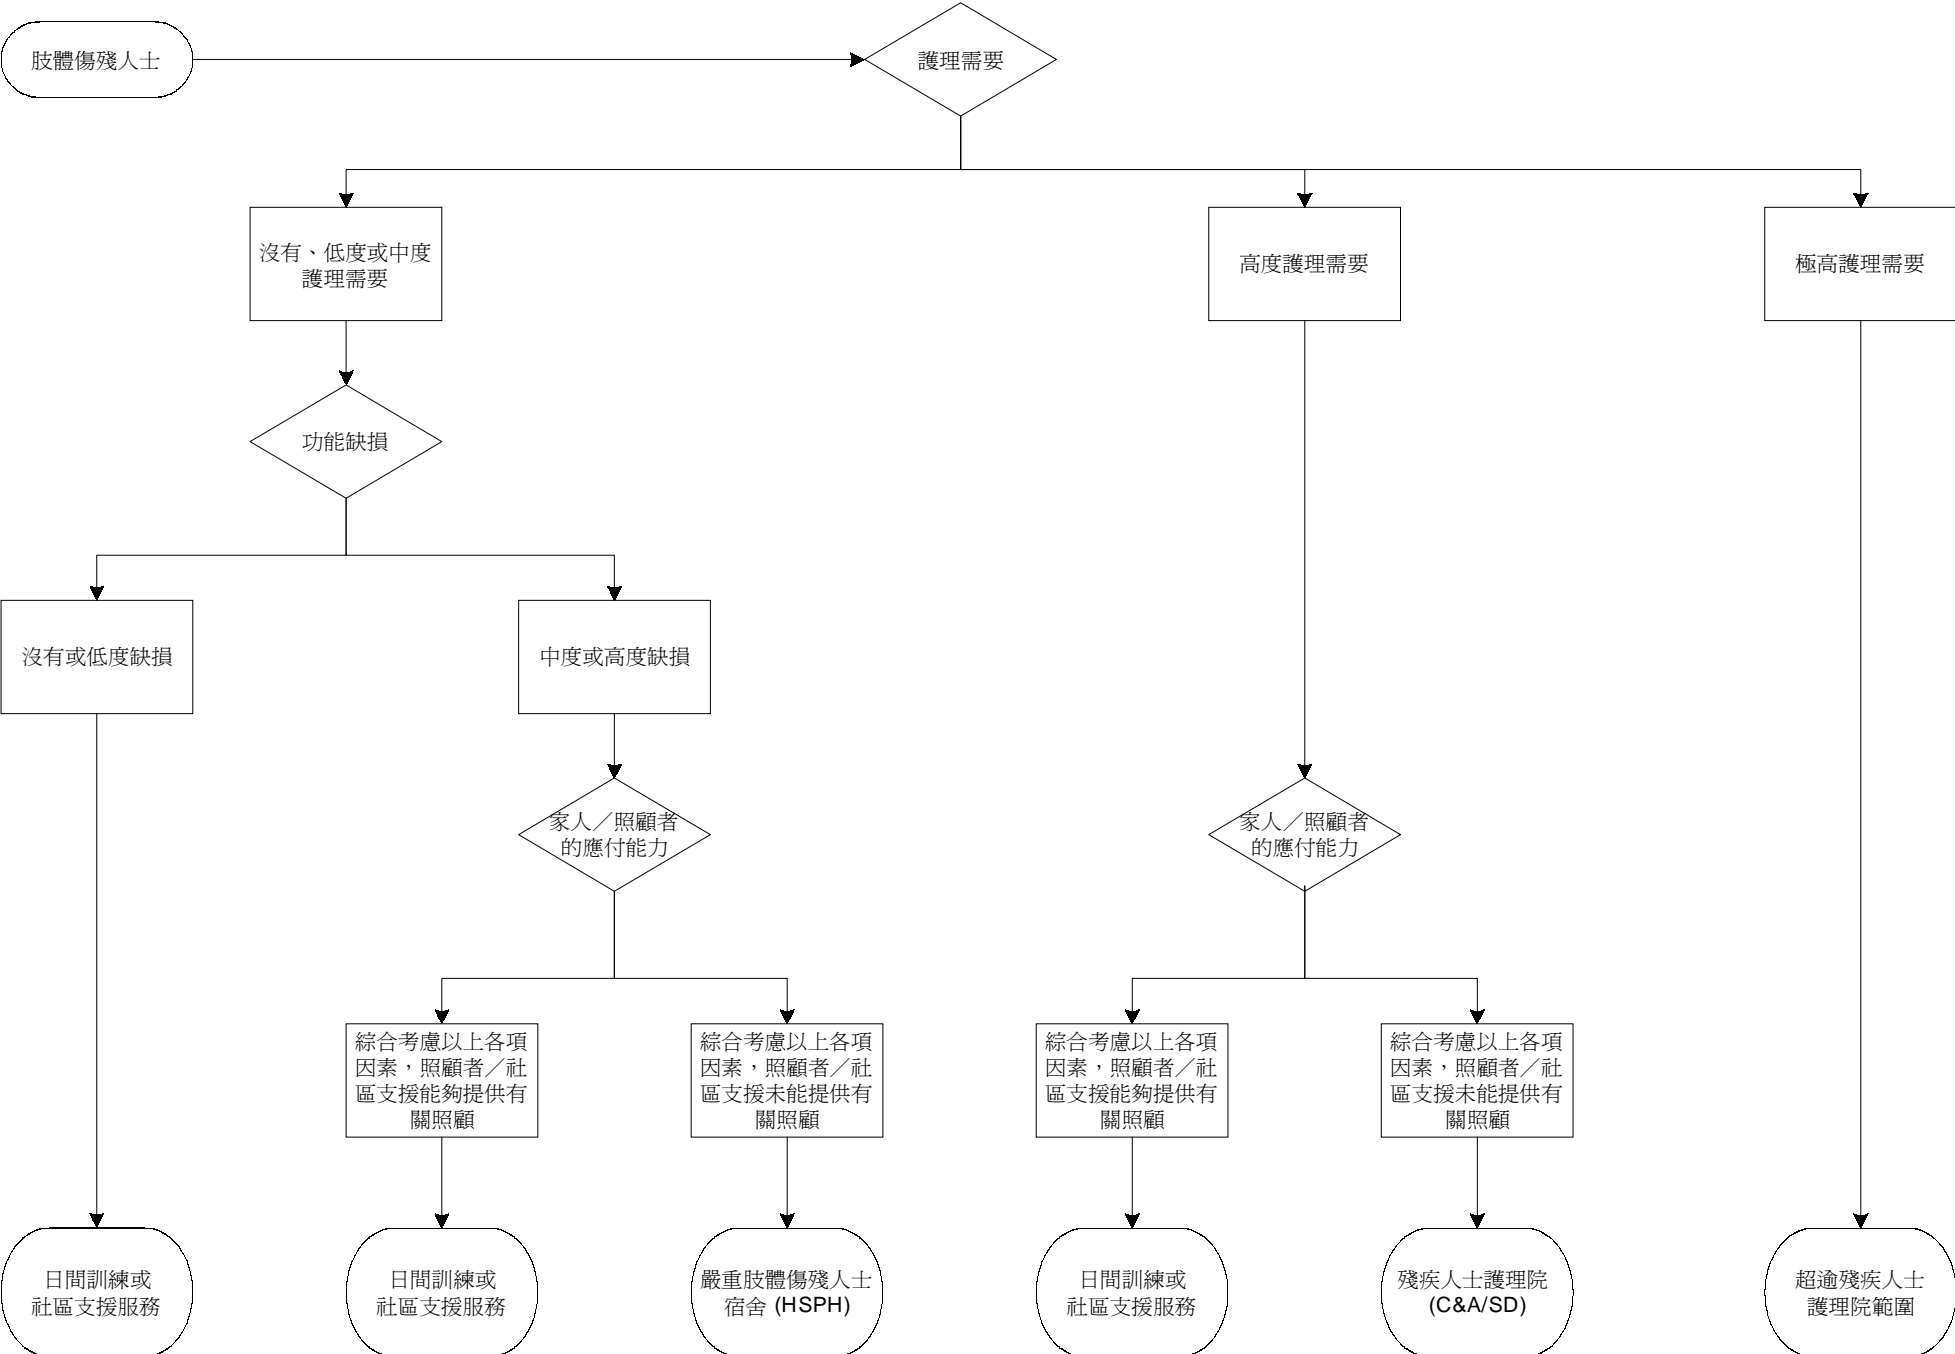 肢體傷殘人士
護理需要
沒有、低度或中度
護理需要
高度護理需要
極高護理需要
功能缺損
沒有或低度缺損
中度或高度缺損
家人／照顧者
的應付能力
家人／照顧者
的應付能力
綜合考慮以上各項
因素，照顧者／社
區支援能夠提供有
關照顧
綜合考慮以上各項
因素，照顧者／社
區支援未能提供有
關照顧
綜合考慮以上各項
因素，照顧者／社
區支援能夠提供有
關照顧
綜合考慮以上各項
因素，照顧者／社
區支援未能提供有
關照顧
日間訓練或
社區支援服務
日間訓練或
社區支援服務
嚴重肢體傷殘人士
宿舍 (HSPH)
日間訓練或
社區支援服務
殘疾人士護理院
(C&A/SD)
超逾殘疾人士
護理院範圍